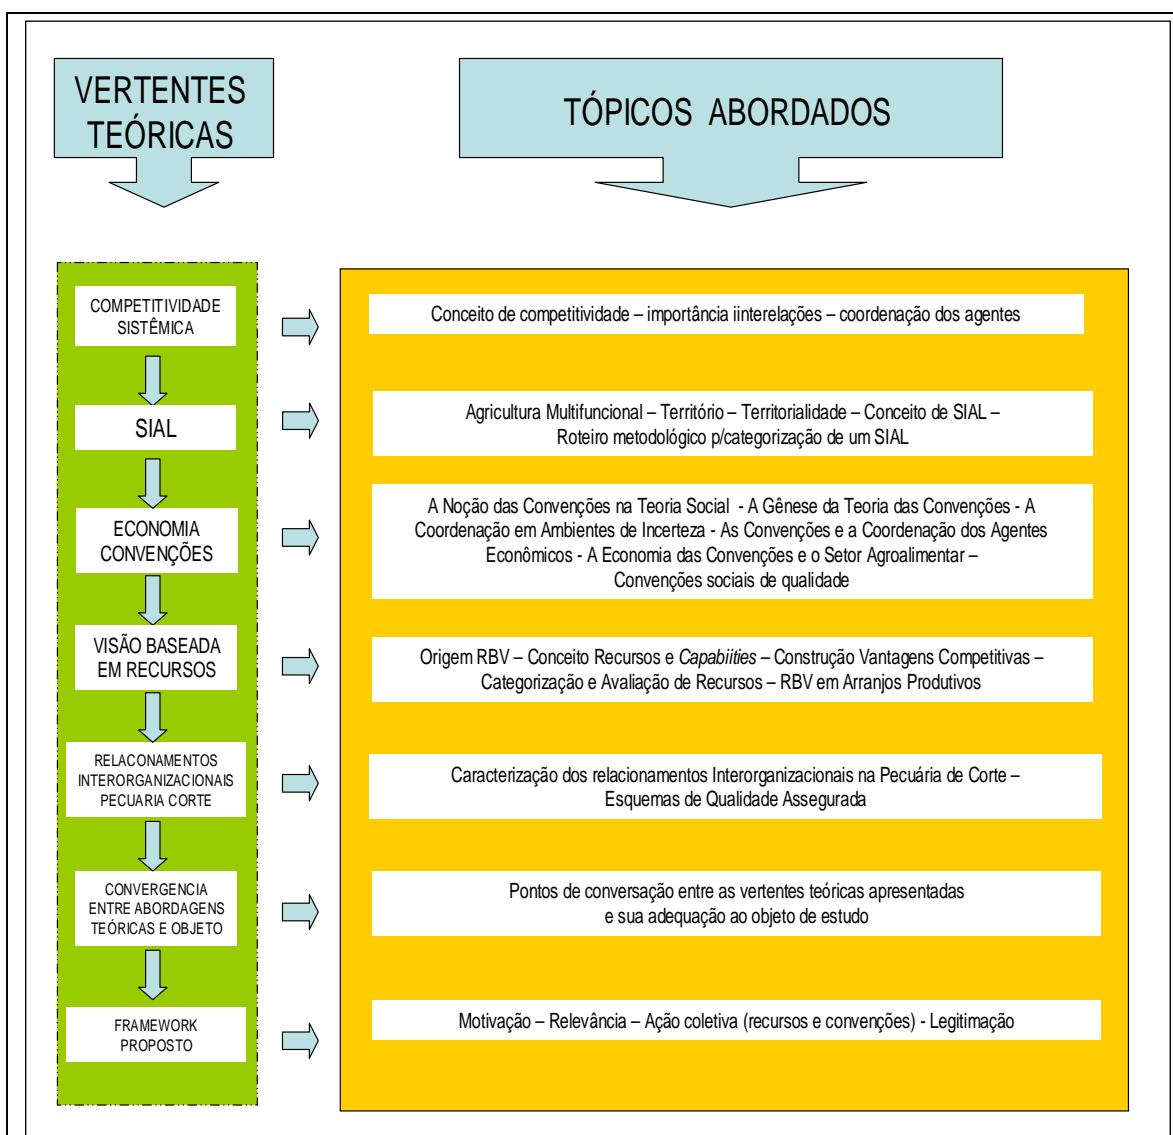 VERTENTES
TEÓRICAS
TÓPICOS ABORDADOS
COMPETITIVIDADE
SISTÊMICA
Conceito de competitividade – importância iinterelações – coordenação dos agentes
SIAL
Agricultura Multifuncional – Território – Territorialidade – Conceito de SIAL –
Roteiro metodológico p/categorização de um SIAL
ECONOMIA
CONVENÇÕES
A Noção das Convenções na Teoria Social - A Gênese da Teoria das Convenções - A
Coordenação em Ambientes de Incerteza - As Convenções e a Coordenação dos Agentes
Econômicos - A Economia das Convenções e o Setor Agroalimentar –
Convenções sociais de qualidade
VISÃO BASEADA
EM RECURSOS
Origem RBV – Conceito Recursos e Capabiities – Construção Vantagens Competitivas –
Categorização e Avaliação de Recursos – RBV em Arranjos Produtivos
RELACONAMENTOS
INTERORGANIZACIONAIS
PECUARIA CORTE
Caracterização dos relacionamentos Interorganizacionais na Pecuária de Corte –
Esquemas de Qualidade Assegurada
CONVERGENCIA
ENTRE ABORDAGENS
TEÓRICAS E OBJETO
Pontos de conversação entre as vertentes teóricas apresentadas
e sua adequação ao objeto de estudo
FRAMEWORK
PROPOSTO
Motivação – Relevância – Ação coletiva (recursos e convenções) - Legitimação